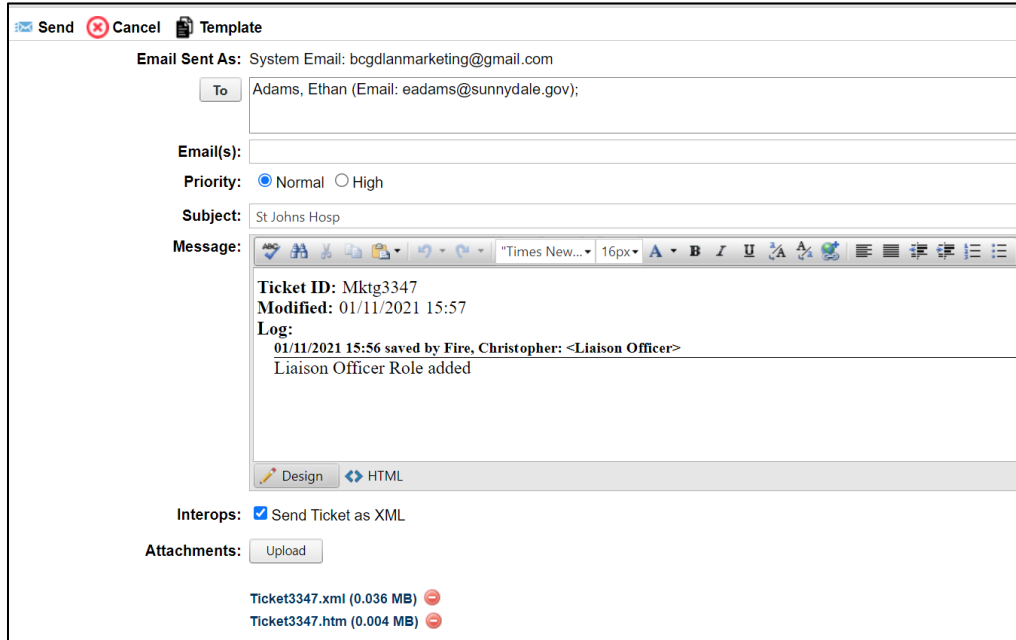 Send Cancel Template
Email Sent As: System Email: bcgdlanmarketing@gmail.com
To Adams, Ethan (Email: eadams@sunnydale.gov);
Email(s):
Priority: Normal High
Subject: St Johns Hosp
Message: ABC "Times New... 16px A B I U
Ticket ID: Mktg3347
Modified: 01/11/2021 15:57
Log:
01/11/2021 15:56 saved by Fire, Christopher: <Liaison Officer>
Liaison Officer Role added
Design HTML
Interops: Send Ticket as XML
Attachments: Upload
Ticket3347.xml (0.036 MB)
Ticket3347.htm (0.004 MB)